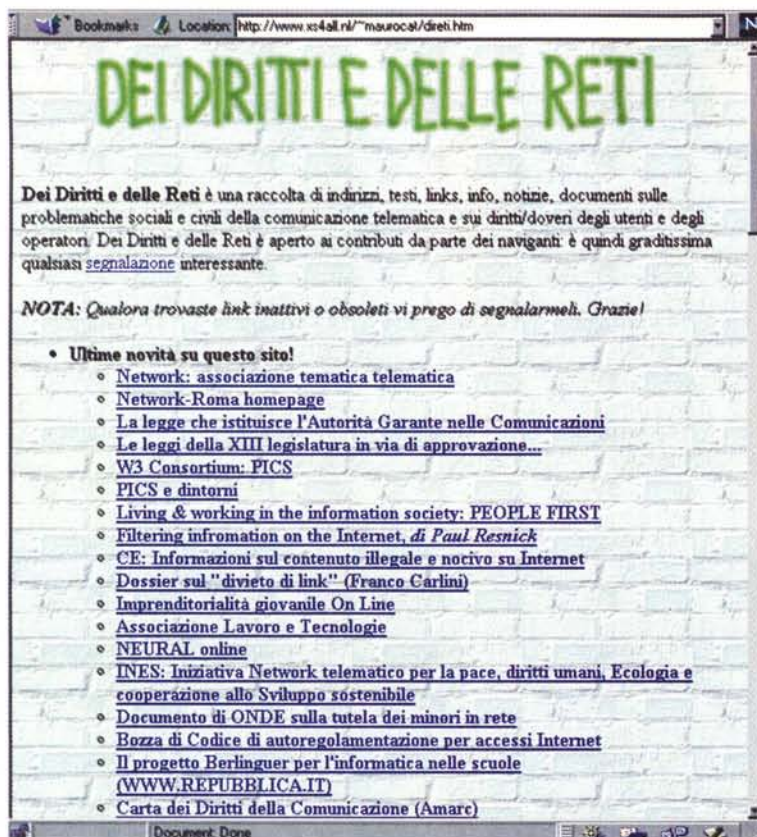 Bookmarks Location: http://www.xs4all.nl/~maurocat/direti.htm N
DEI DIRITTI E DELLE RETI
Dei Diritti e delle Reti è una raccolta di indirizzi, testi, links, info, notizie, documenti sulle
problematiche sociali e civili della comunicazione telematica e sui diritti/doveri degli utenti e degli
operatori. Dei Diritti e delle Reti è aperto ai contributi da parte dei naviganti: è quindi graditissima
qualsiasi segnalazione interessante.
NOTA: Qualora trovaste link inattivi o obsoleti vi prego di segnalarmeli. Grazie!
• Ultime novità su questo sito!
◦ Network: associazione tematica telematica
◦ Network-Roma homepage
◦ La legge che istituisce l'Autorità Garante nelle Comunicazioni
◦ Le leggi della XIII legislatura in via di approvazione...
◦ W3 Consortium: PICS
◦ PICS e dintorni
◦ Living & working in the information society: PEOPLE FIRST
◦ Filtering infromation on the Internet, di Paul Resnick
◦ CE: Informazioni sul contenuto illegale e nocivo su Internet
◦ Dossier sul "divieto di link" (Franco Carlini)
◦ Imprenditorialità giovanile On Line
◦ Associazione Lavoro e Tecnologie
◦ NEURAL online
◦ INES: Iniziativa Network telematico per la pace, diritti umani, Ecologia e
cooperazione allo Sviluppo sostenibile
◦ Documento di ONDE sulla tutela dei minori in rete
◦ Bozza di Codice di autoregolamentazione per accessi Internet
◦ Il progetto Berlinguer per l'informatica nelle scuole
(WWW.REPUBBLICA.IT)
◦ Carta dei Diritti della Comunicazione (Amarc)
Document: Done